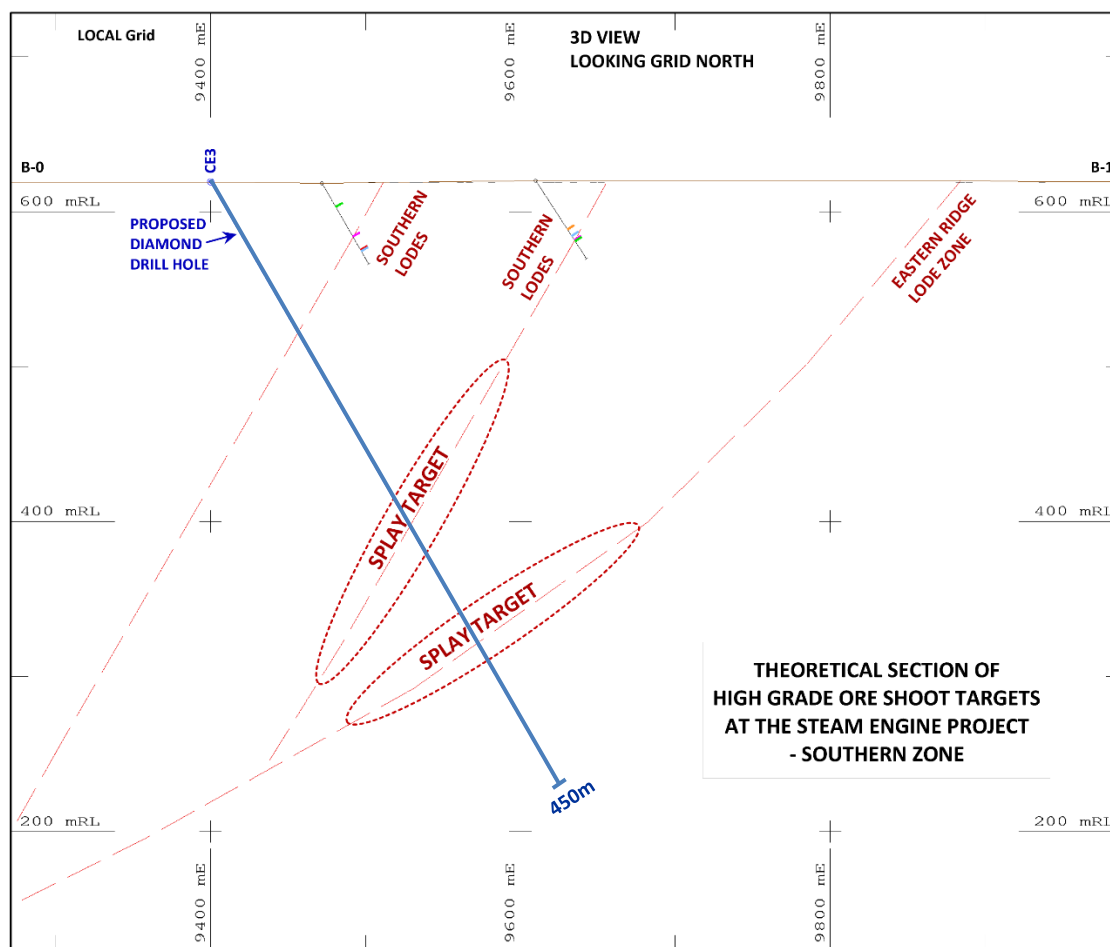 LOCAL Grid
9400 mE
9600 mE
9800 mE
3D VIEW
LOOKING GRID NORTH
B-0
CE3
B-1
600 mRL
600 mRL
PROPOSED
DIAMOND
DRILL HOLE
SOUTHERN
LODES
SOUTHERN
LODES
EASTERN RIDGE
LODE ZONE
SPLAY TARGET
400 mRL
400 mRL
SPLAY TARGET
THEORETICAL SECTION OF
HIGH GRADE ORE SHOOT TARGETS
AT THE STEAM ENGINE PROJECT
- SOUTHERN ZONE
450m
200 mRL
200 mRL
9400 mE
9600 mE
9800 mE